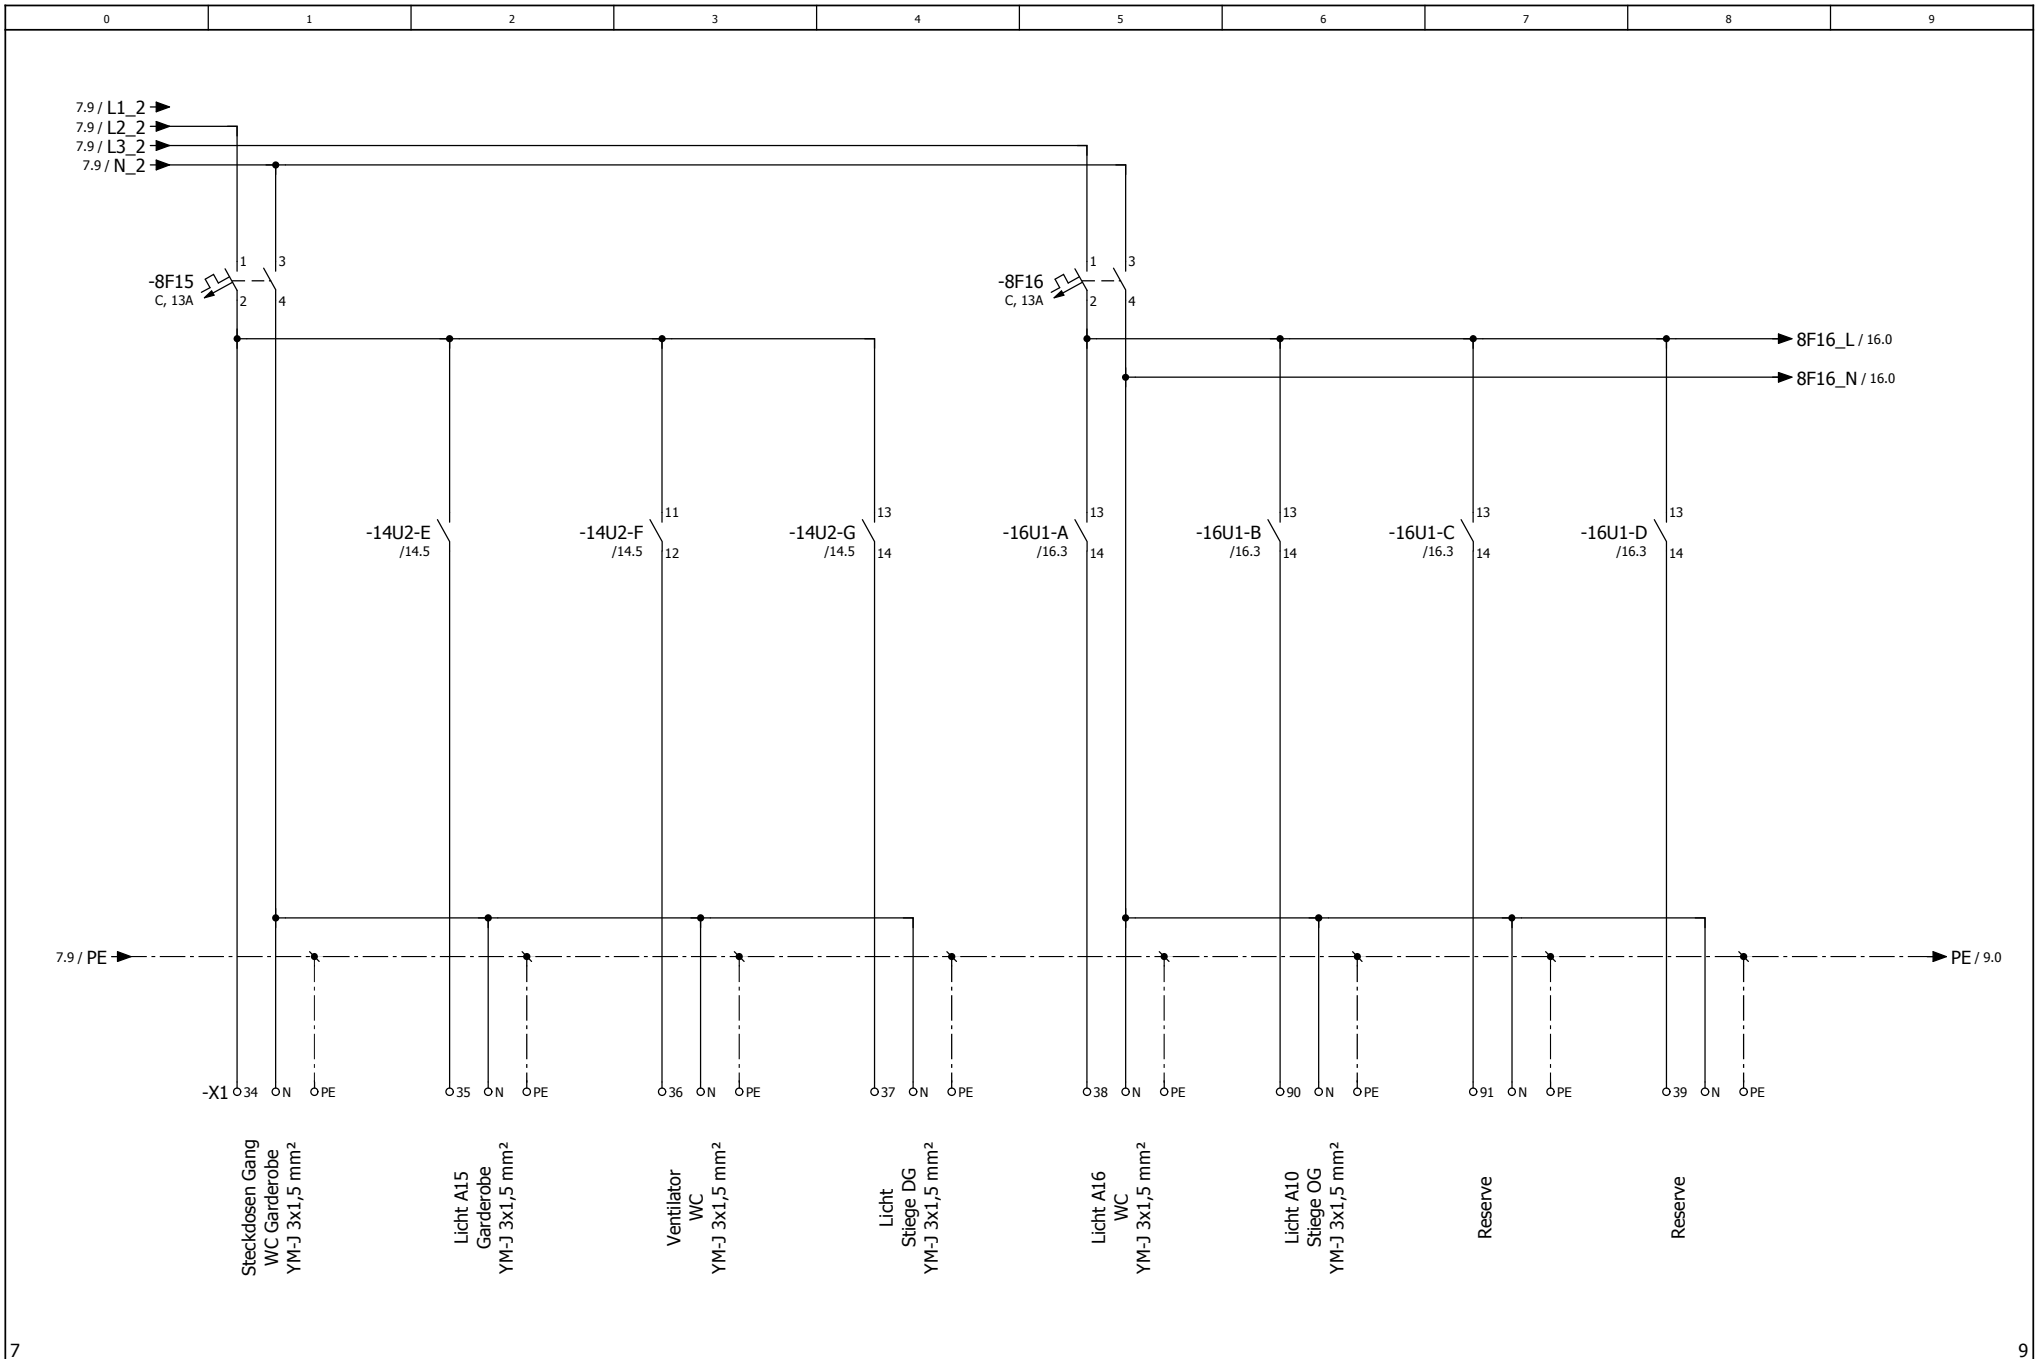 0 1 2 3 4 5 6 7 8 9
7.9 / L1_2
7.9 / L2_2
7.9 / L3_2
7.9 / N_2
-8F15
C, 13A
1
2
3
4
-8F16
C, 13A
1
2
3
4
8F16_L / 16.0
8F16_N / 16.0
-14U2-E
/14.5
-14U2-F
/14.5
11
12
-14U2-G
/14.5
13
14
-16U1-A
/16.3
13
14
-16U1-B
/16.3
13
14
-16U1-C
/16.3
13
14
-16U1-D
/16.3
13
14
7.9 / PE
PE / 9.0
-X1 34 N PE 35 N PE 36 N PE 37 N PE 38 N PE 90 N PE 91 N PE 39 N PE
Steckdosen Gang
WC Garderobe
YM-J 3x1,5 mm²
Licht A15
Garderobe
YM-J 3x1,5 mm²
Ventilator
WC
YM-J 3x1,5 mm²
Licht
Stiege DG
YM-J 3x1,5 mm²
Licht A16
WC
YM-J 3x1,5 mm²
Licht A10
Stiege OG
YM-J 3x1,5 mm²
Reserve
Reserve
7
9